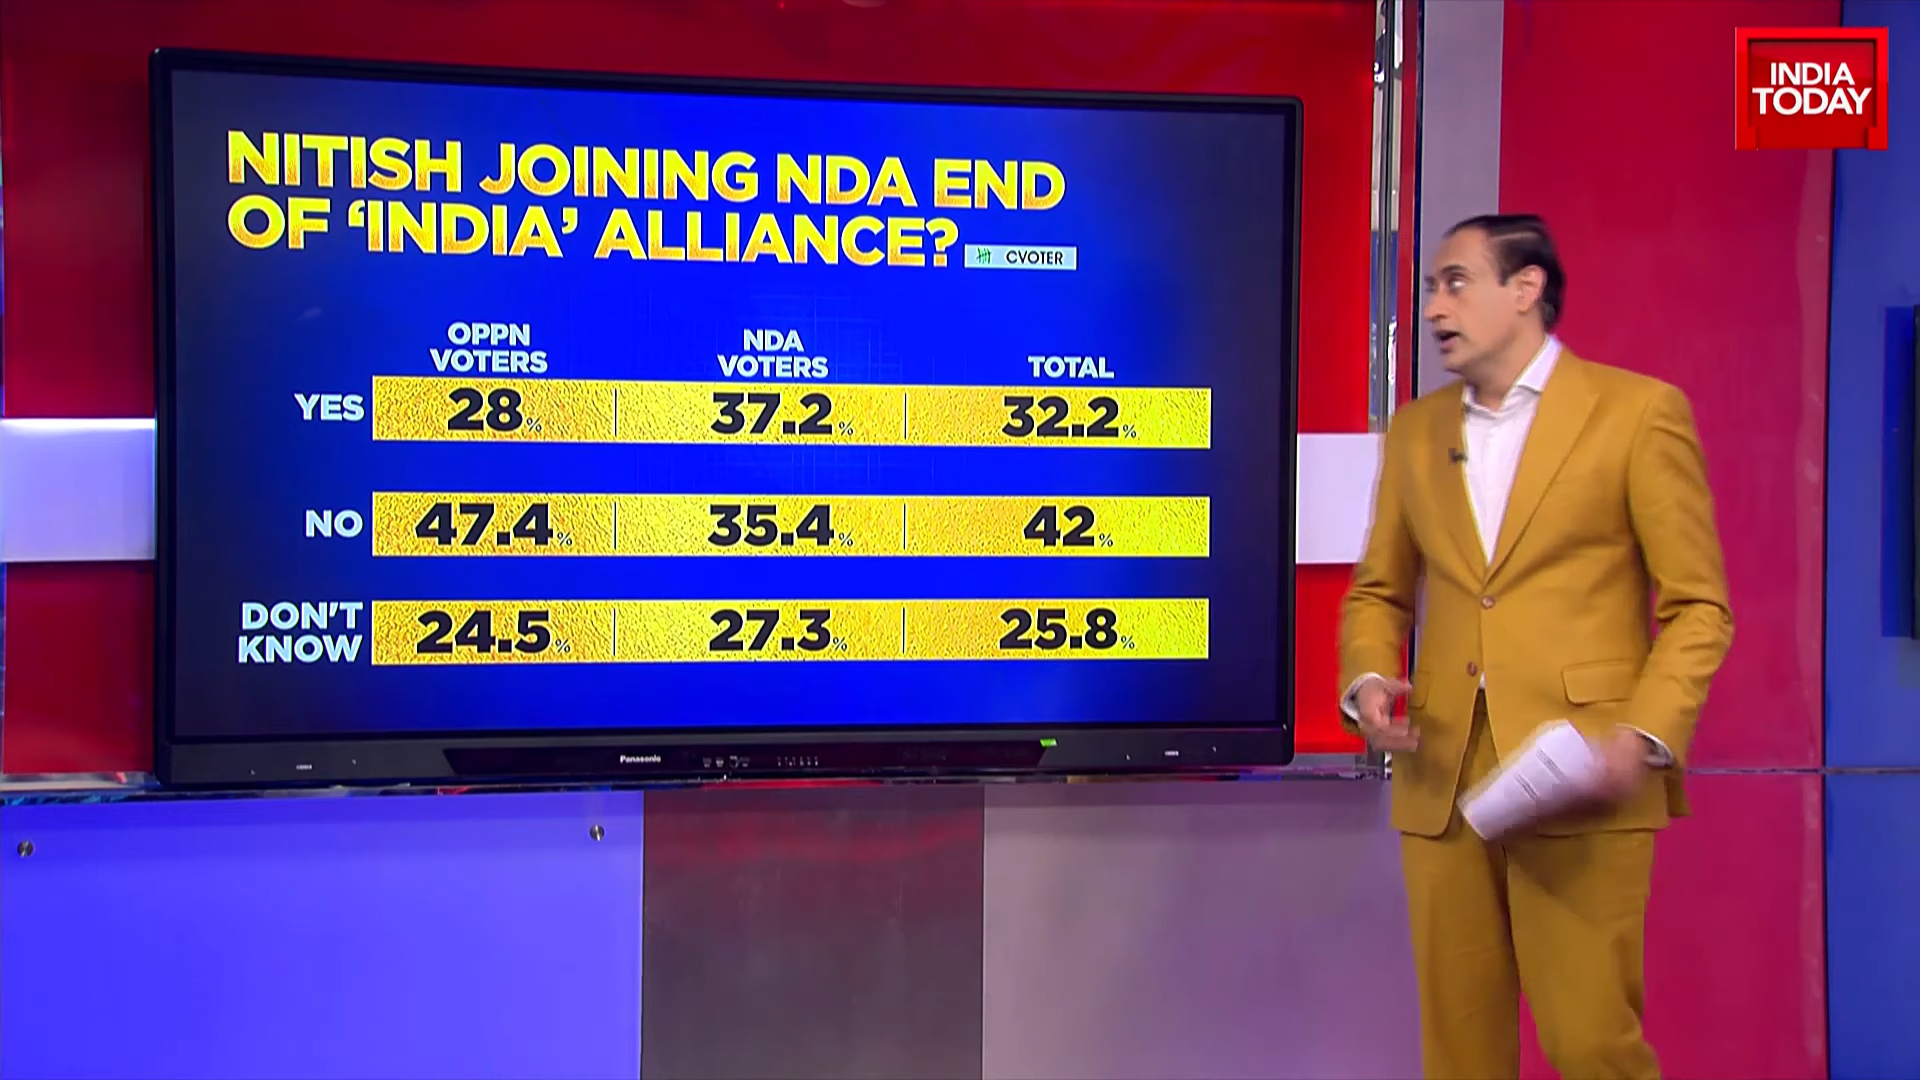 INDIA
TODAY
NITISH JOINING NDA END
OF ‘INDIA’ ALLIANCE?
CVOTER
OPPN
VOTERS
NDA
VOTERS
TOTAL
YES 28% 37.2% 32.2%
NO 47.4% 35.4% 42%
DON'T
KNOW 24.5% 27.3% 25.8%
Panasonic